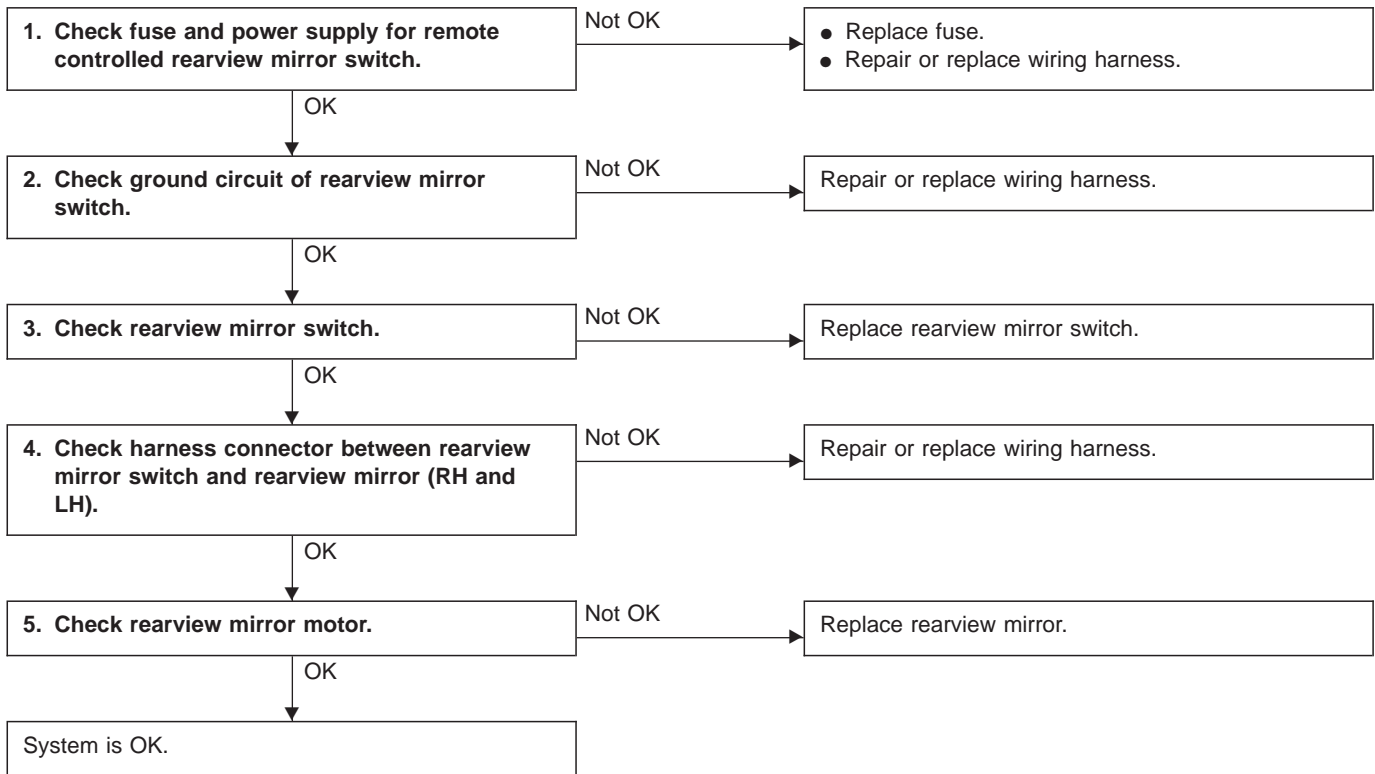 1. Check fuse and power supply for remote
controlled rearview mirror switch.
Not OK
● Replace fuse.
● Repair or replace wiring harness.
OK
2. Check ground circuit of rearview mirror
switch.
Not OK
Repair or replace wiring harness.
OK
3. Check rearview mirror switch.
Not OK
Replace rearview mirror switch.
OK
4. Check harness connector between rearview
mirror switch and rearview mirror (RH and
LH).
Not OK
Repair or replace wiring harness.
OK
5. Check rearview mirror motor.
Not OK
Replace rearview mirror.
OK
System is OK.